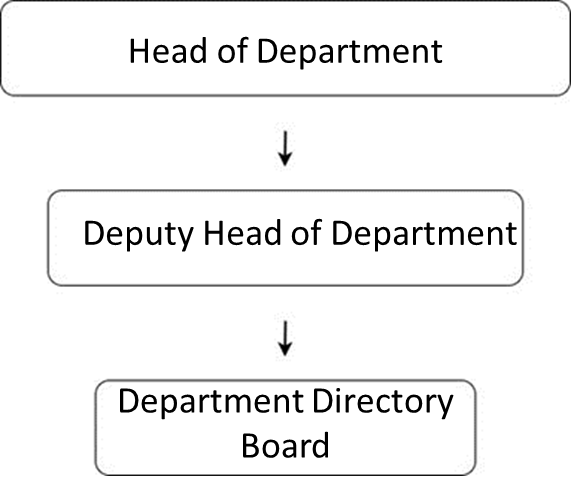 Head of Department
Deputy Head of Department
Department Directory
Board